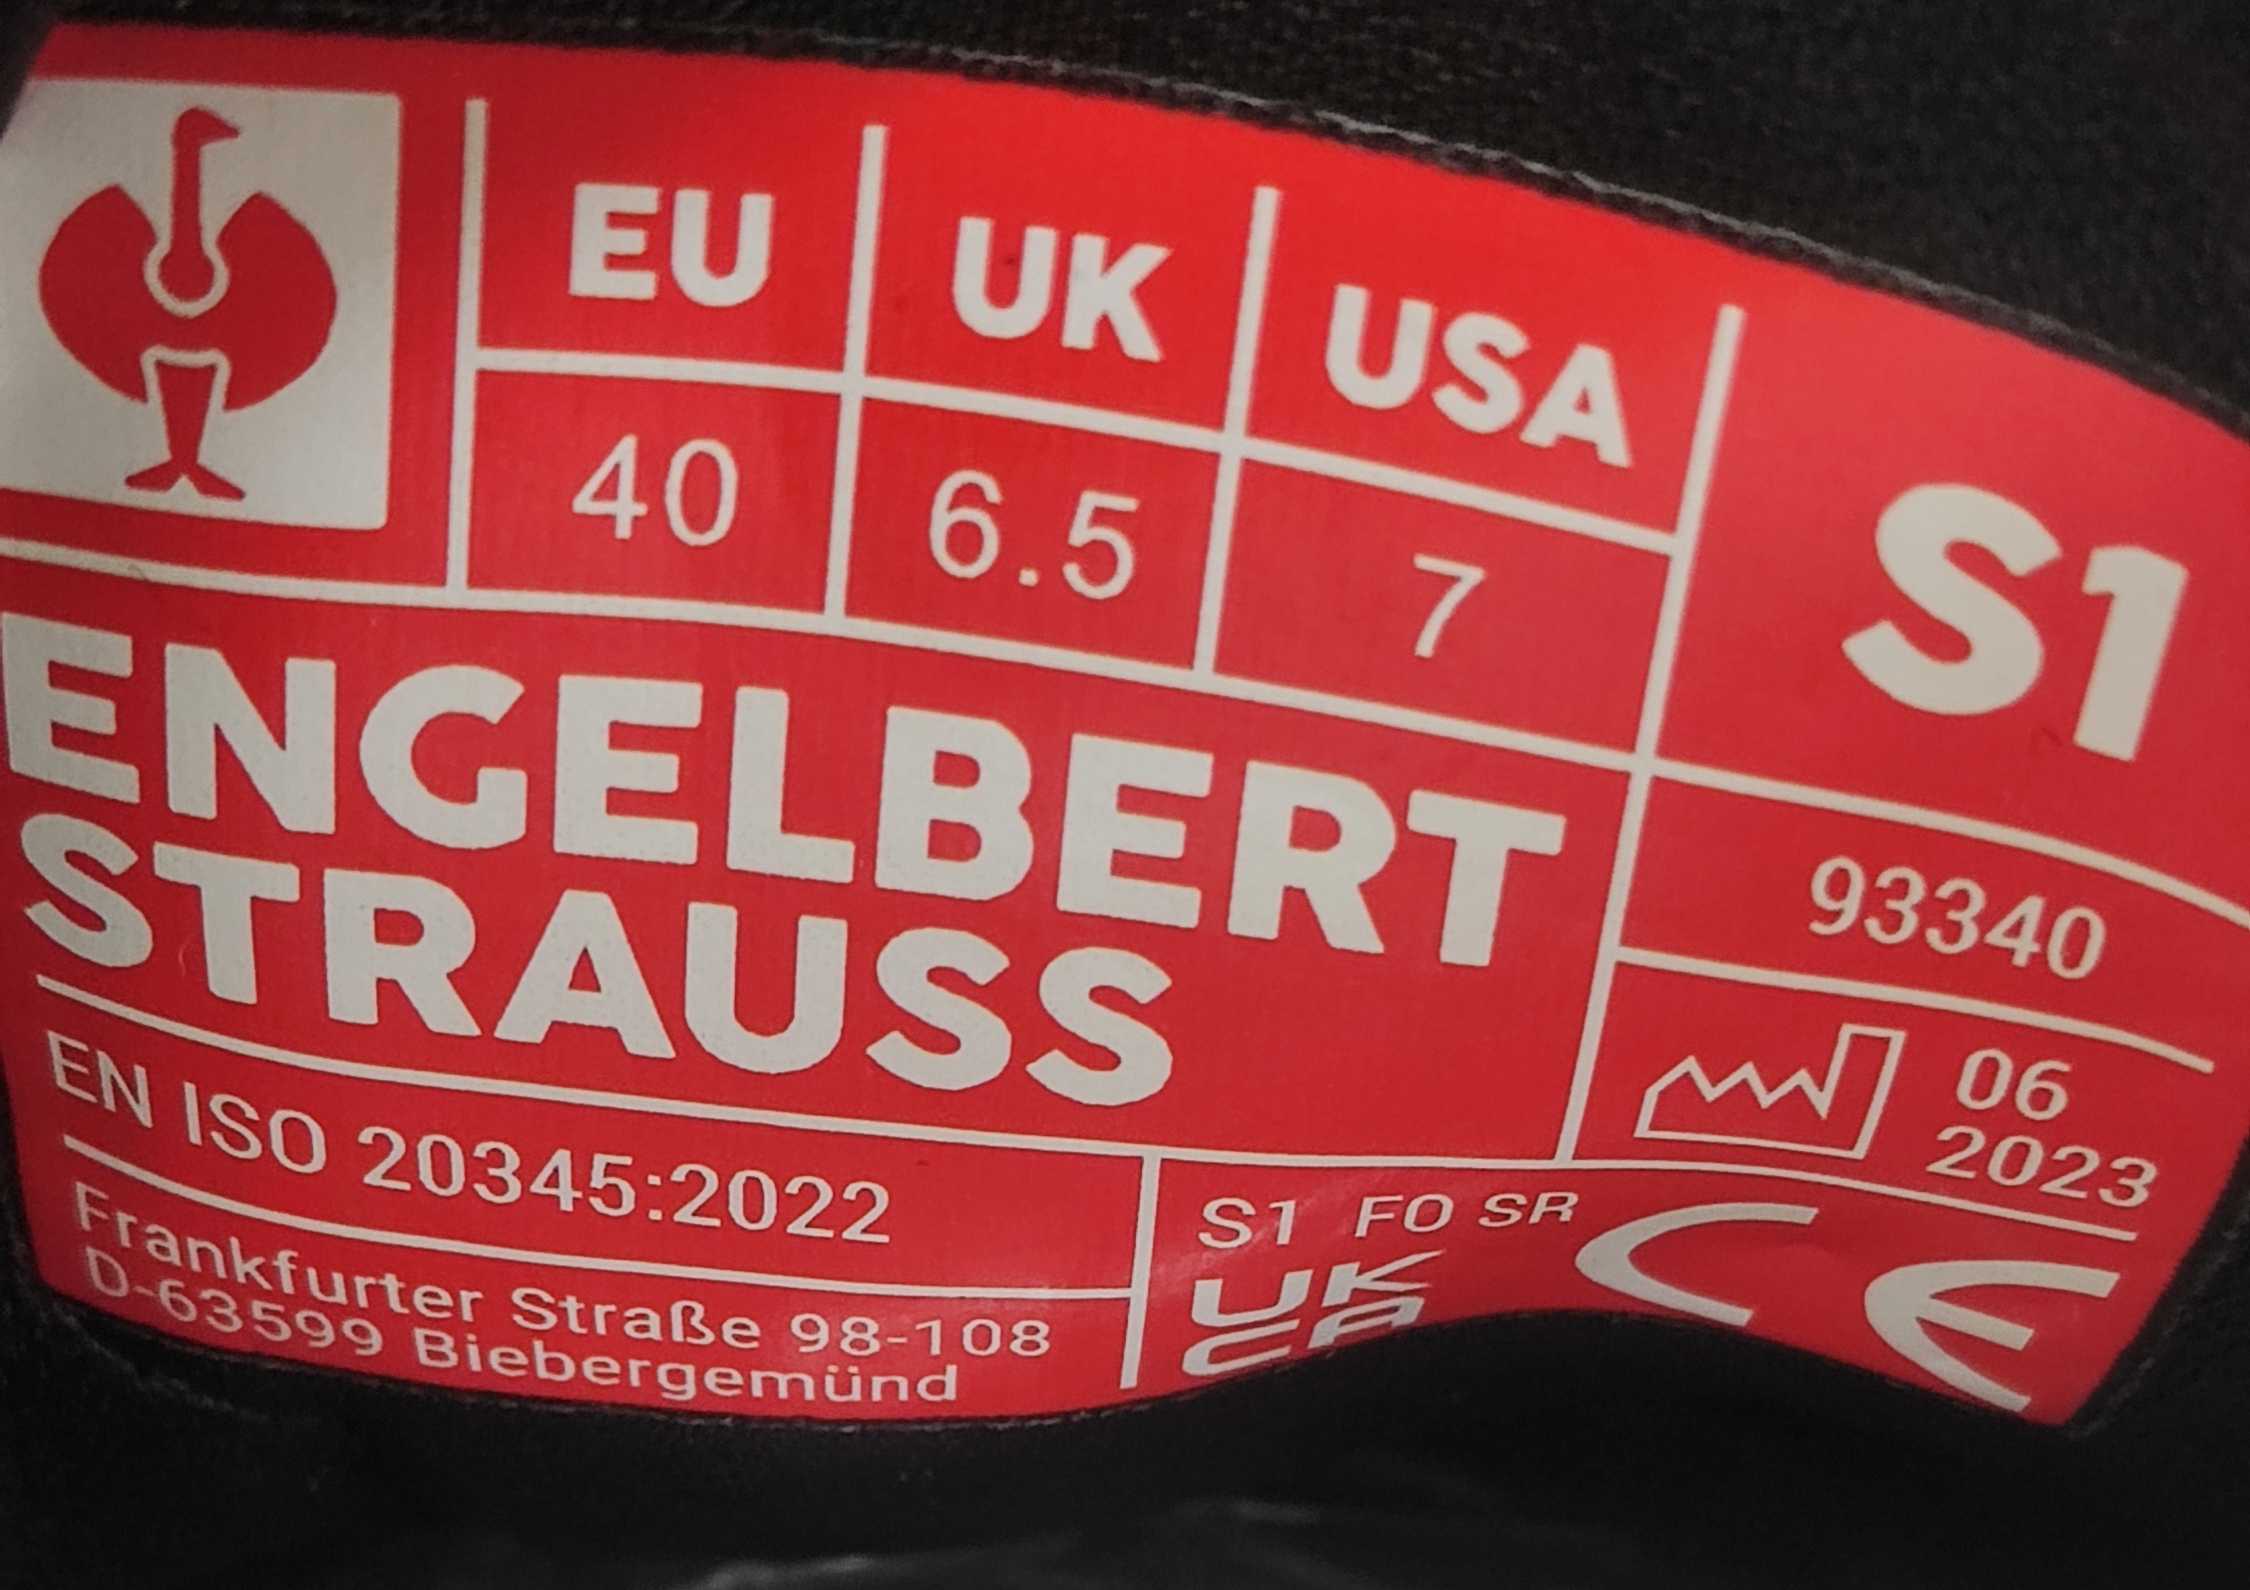 EU UK USA
40 6.5 7
S1
ENGELBERT
STRAUSS
93340
06
2023
EN ISO 20345:2022
Frankfurter Straße 98-108
D-63599 Biebergemünd
S1 FO SR
UK
CA
CE